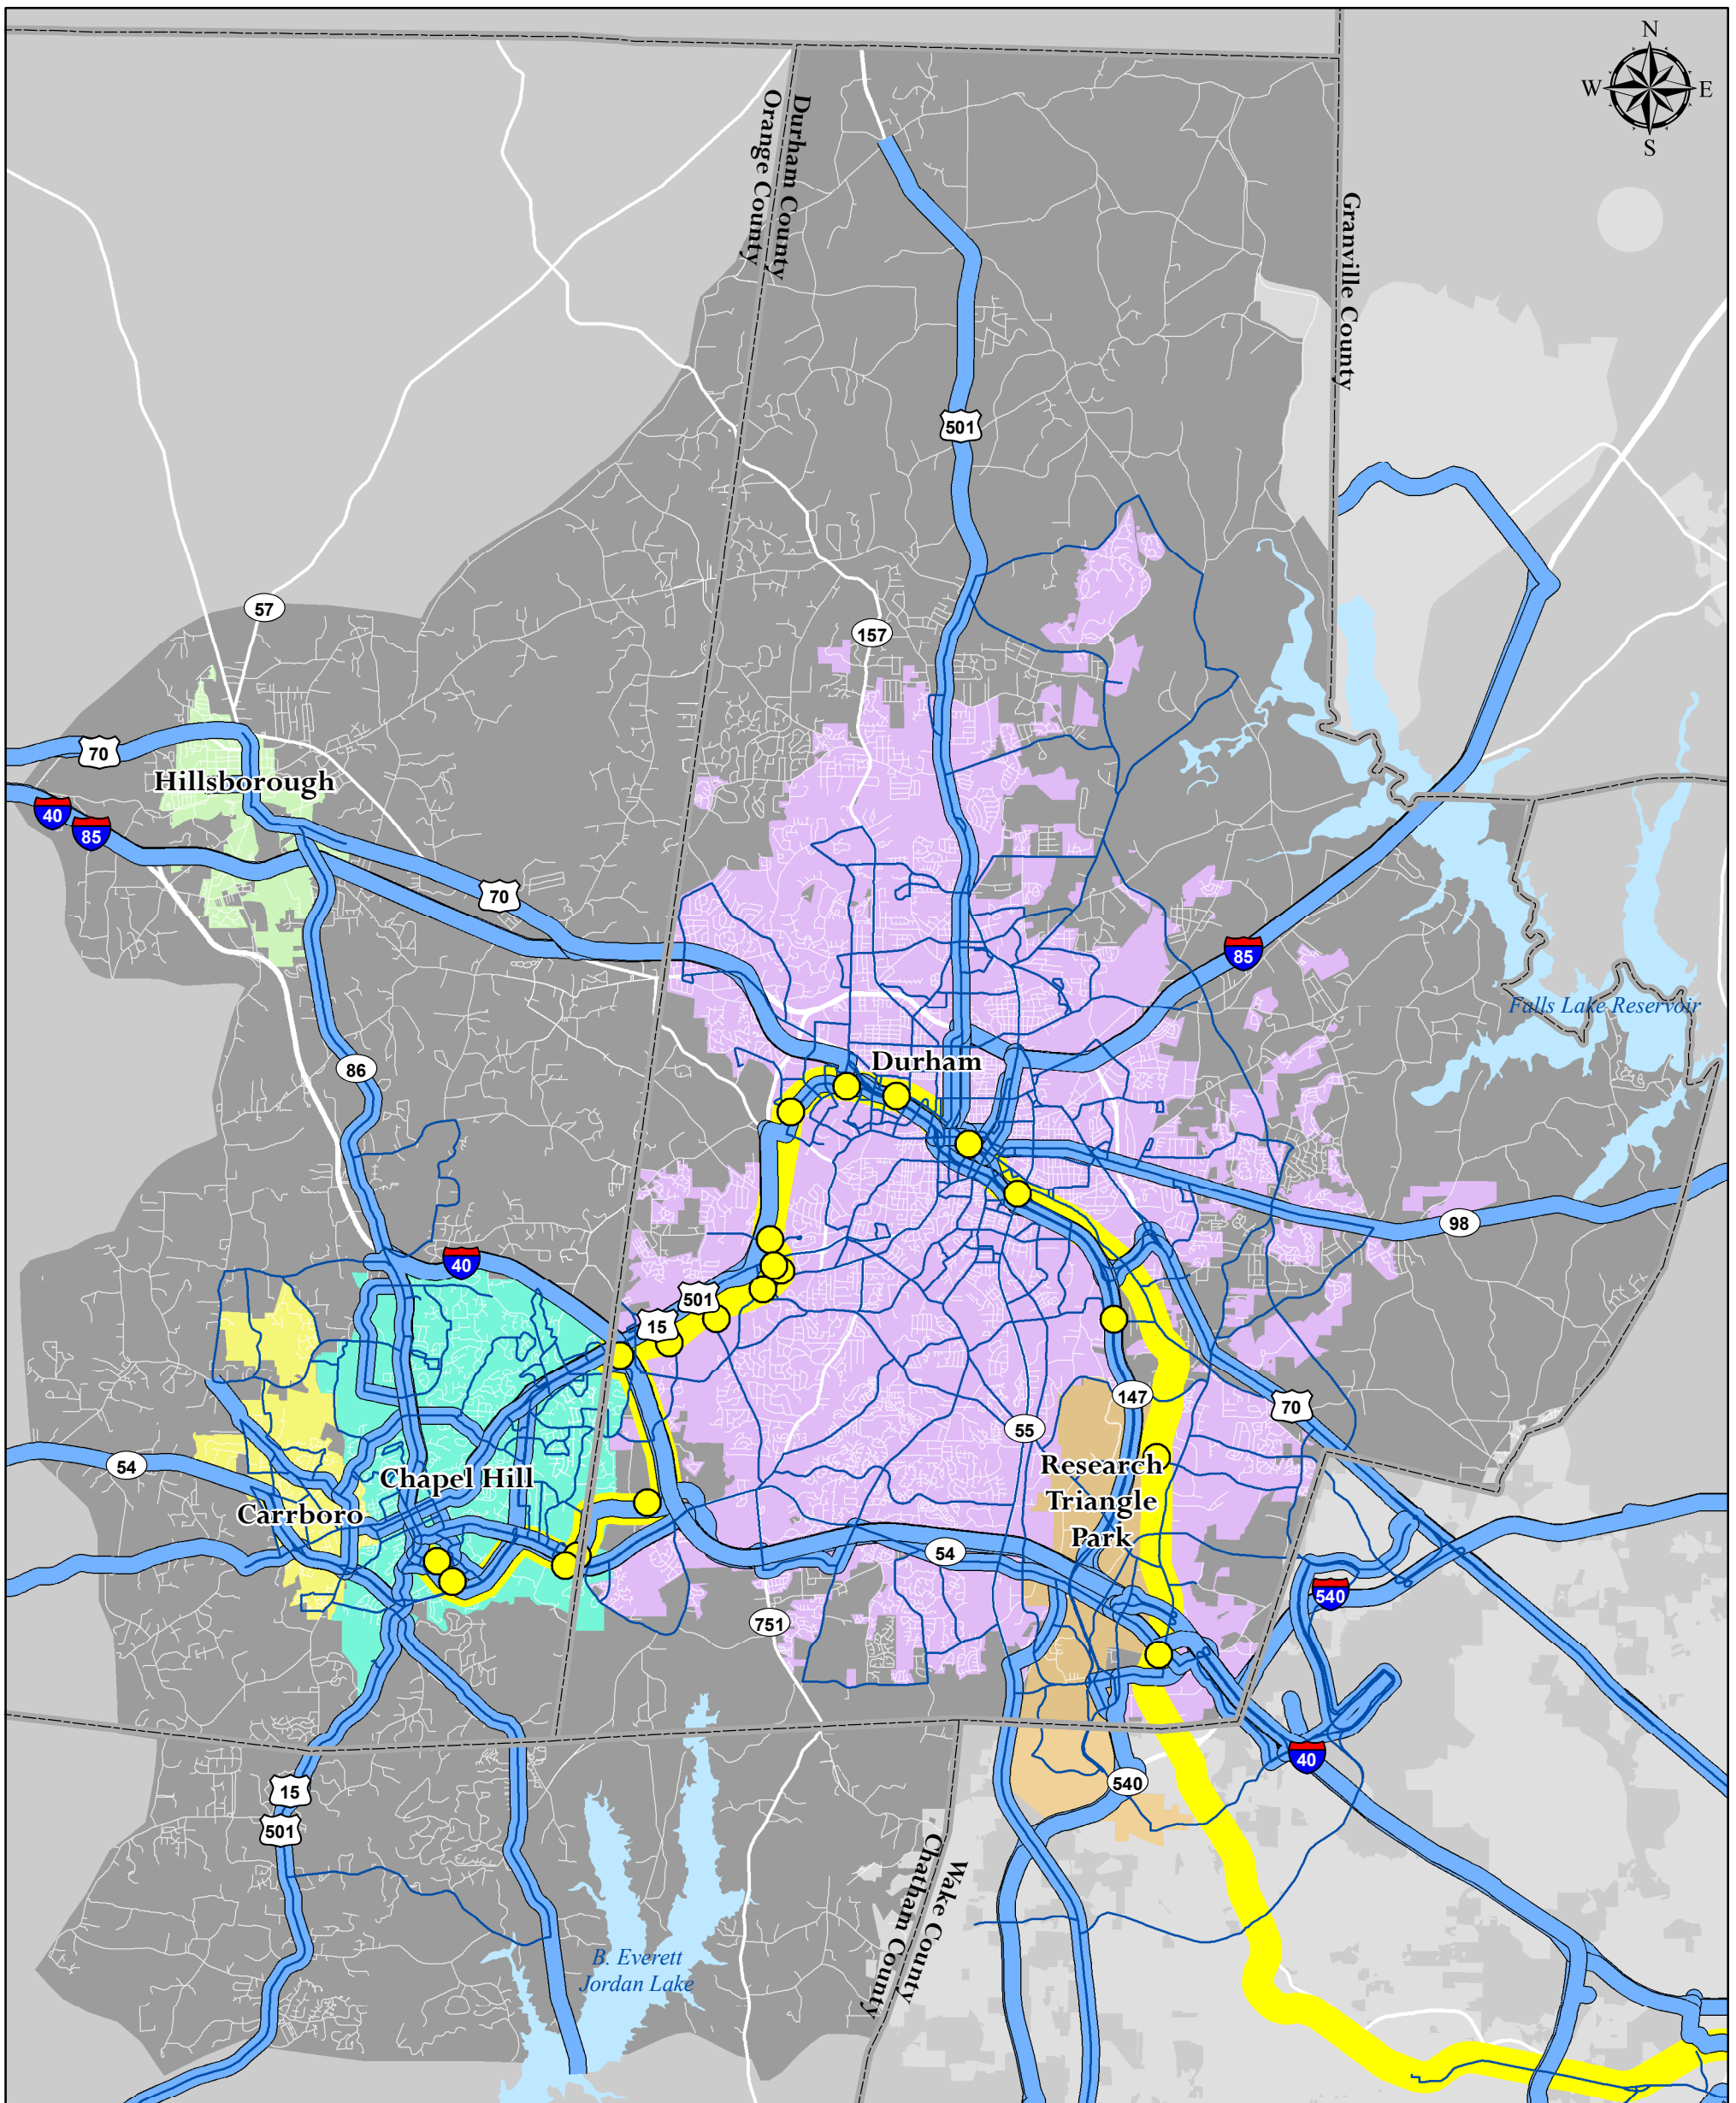 N
W
E
S
Durham County
Orange County
Granville County
501
57
157
70
Hillsborough
40
85
70
85
Falls Lake Reservoir
Durham
86
98
40
501
15
147
70
55
54
Research
Triangle
Park
Chapel Hill
Carrboro
54
540
751
40
540
15
501
Wake County
Chatham County
B. Everett
Jordan Lake